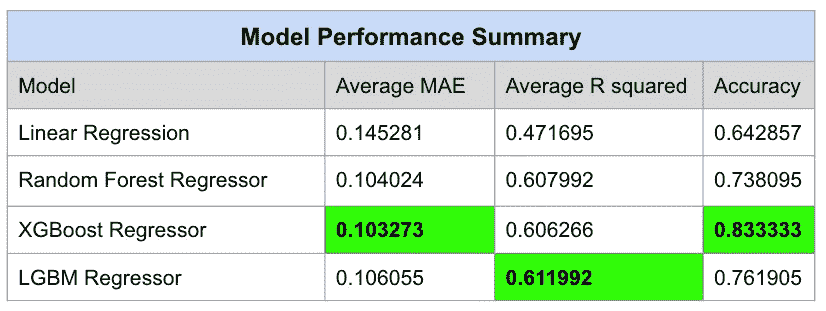 Model Performance Summary
Model Average MAE Average R squared Accuracy
Linear Regression 0.145281 0.471695 0.642857
Random Forest Regressor 0.104024 0.607992 0.738095
XGBoost Regressor 0.103273 0.606266 0.833333
LGBM Regressor 0.106055 0.611992 0.761905